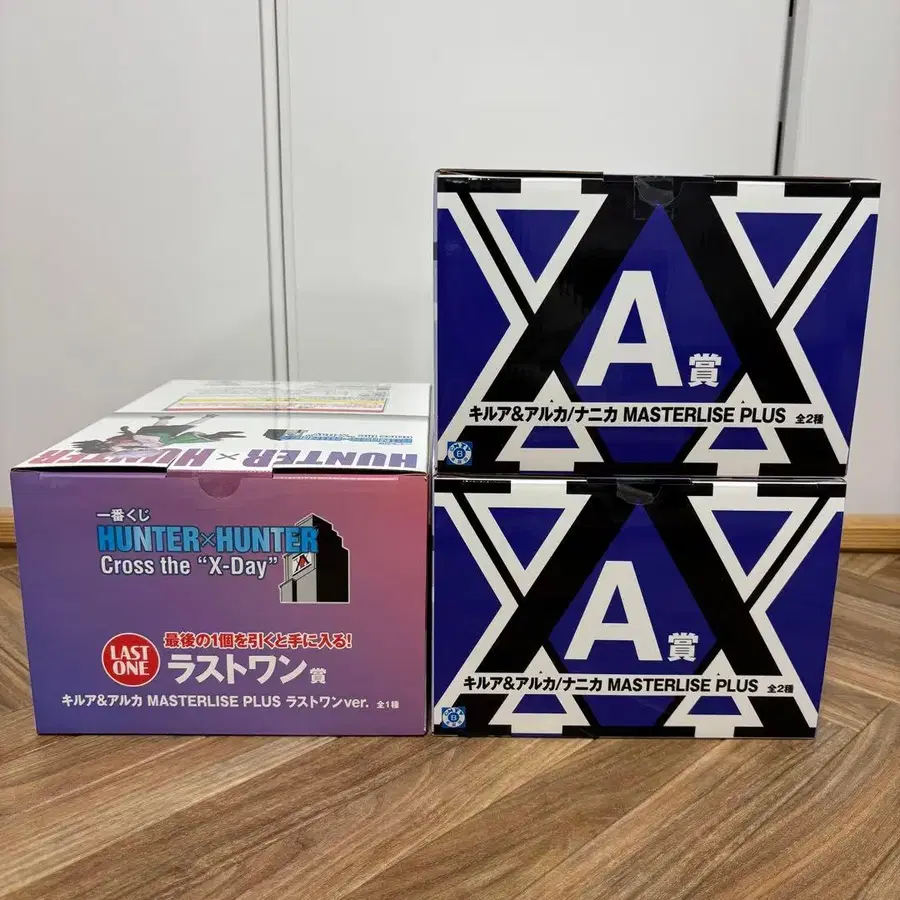 HUNTER×HUNTER
一番くじ
HUNTER×HUNTER
Cross the "X-Day"
LAST
ONE
最後の1個を引くと手に入る!
ラストワン賞
キルア&アルカ MASTERLISE PLUS ラストワンver. 全1種
A賞
キルア&アルカ/ナニカ MASTERLISE PLUS 全2種
B
A賞
キルア&アルカ/ナニカ MASTERLISE PLUS 全2種
B